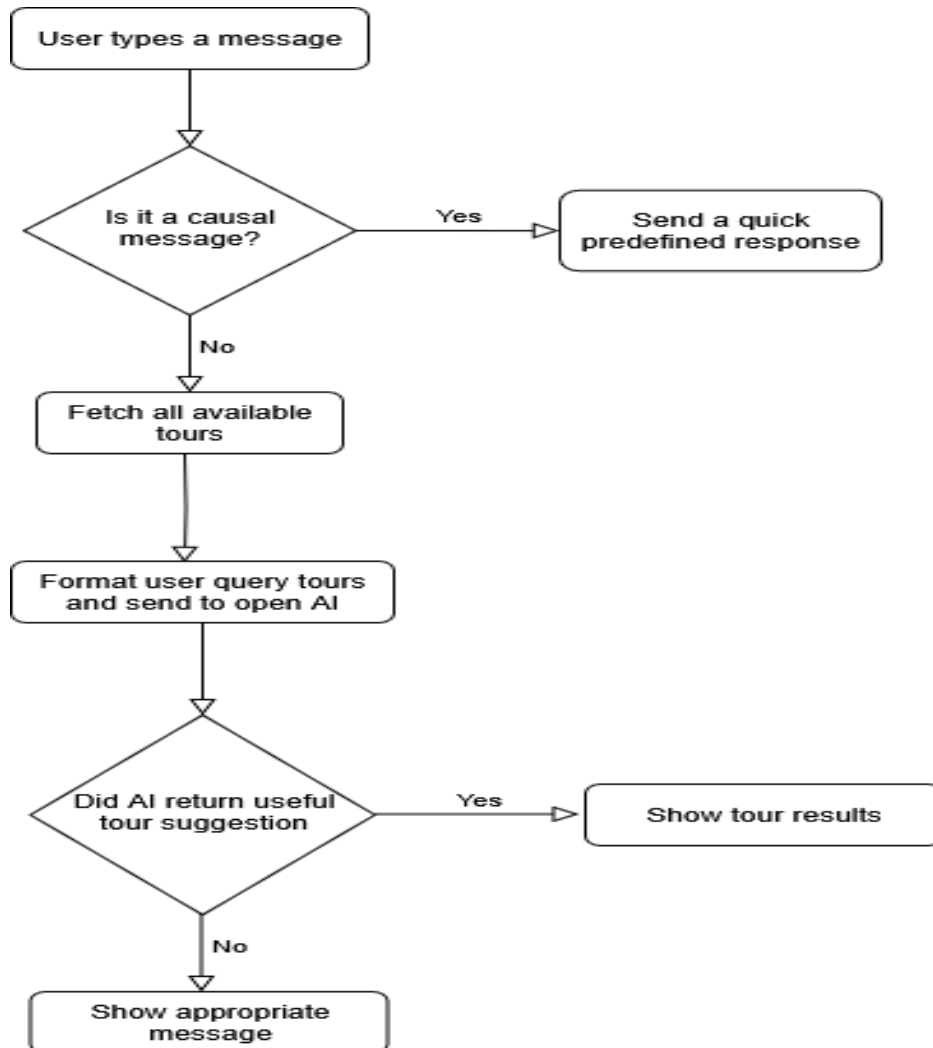 User types a message
Is it a causal
message?
Yes
Send a quick
predefined response
No
Fetch all available
tours
Format user query tours
and send to open AI
Did AI return useful
tour suggestion
Yes
Show tour results
No
Show appropriate
message